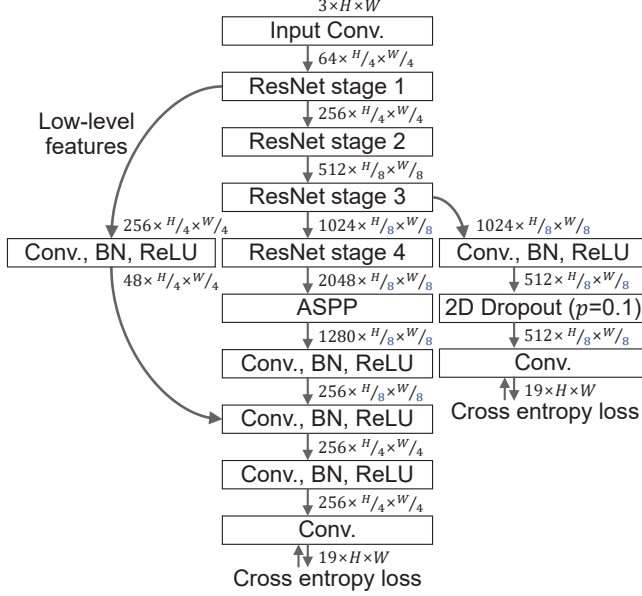 3×H×W
Input Conv.
64× H/4×W/4
ResNet stage 1
256× H/4×W/4
Low-level
features
ResNet stage 2
512× H/8×W/8
ResNet stage 3
256× H/4×W/4
1024× H/8×W/8
1024× H/8×W/8
Conv., BN, ReLU
ResNet stage 4
Conv., BN, ReLU
48× H/4×W/4
2048× H/8×W/8
512× H/8×W/8
ASPP
2D Dropout (p=0.1)
1280× H/8×W/8
512× H/8×W/8
Conv., BN, ReLU
Conv.
256× H/8×W/8
19×H×W
Conv., BN, ReLU
Cross entropy loss
256× H/4×W/4
Conv., BN, ReLU
256× H/4×W/4
Conv.
19×H×W
Cross entropy loss